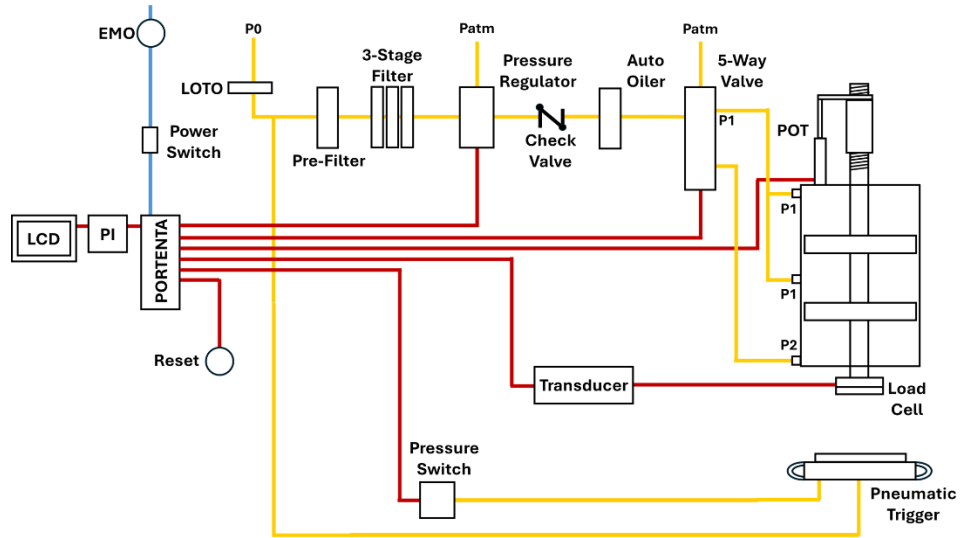 EMO
P0
Patm
Patm
3-Stage
Filter
Pressure
Regulator
Auto
Oiler
5-Way
Valve
LOTO
Power
Switch
Pre-Filter
Check
Valve
P1
POT
P1
LCD
PI
PORTENTA
P1
P2
Reset
Transducer
Load
Cell
Pressure
Switch
Pneumatic
Trigger